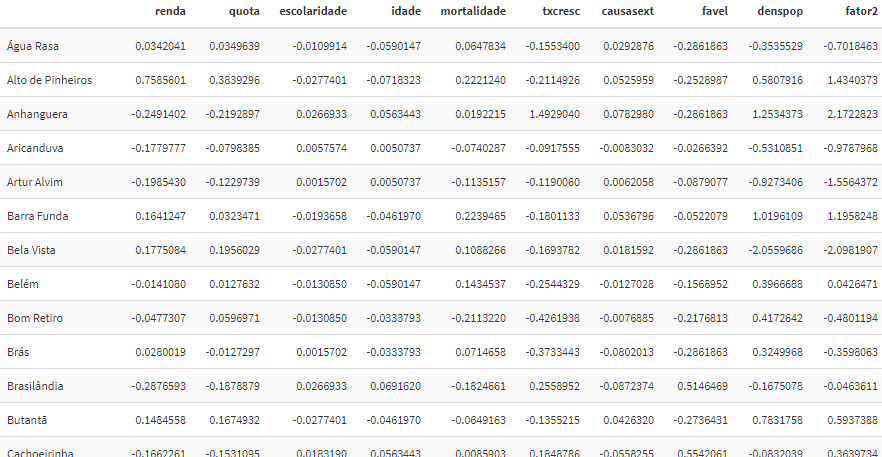 renda quota escolaridade idade mortalidade txcresc causasext favel denspop fator2
Água Rasa 0.0342041 0.0349639 -0.0109914 -0.0590147 0.0647834 -0.1553400 0.0292876 -0.2861863 -0.3535529 -0.7018463
Alto de Pinheiros 0.7585601 0.3839296 -0.0277401 -0.0718323 0.2221240 -0.2114926 0.0525959 -0.2528987 0.5807916 1.4340373
Anhanguera -0.2491402 -0.2192897 0.0266933 0.0563443 0.0192215 1.4929040 0.0782980 -0.2861863 1.2534373 2.1722823
Aricanduva -0.1779777 -0.0798385 0.0057574 0.0050737 -0.0740287 -0.0917555 -0.0083032 -0.0266392 -0.5310851 -0.9787968
Artur Alvim -0.1985430 -0.1229739 0.0015702 0.0050737 -0.1135157 -0.1190060 0.0062058 -0.0879077 -0.9273406 -1.5564372
Barra Funda 0.1641247 0.0323471 -0.0193658 -0.0461970 0.2239465 -0.1801133 0.0536796 -0.0522079 1.0196109 1.1958248
Bela Vista 0.1775084 0.1956029 -0.0277401 -0.0590147 0.1088266 -0.1693782 0.0181592 -0.2861863 -2.0559686 -2.0981907
Belém -0.0141080 0.0127632 -0.0130850 -0.0590147 0.1434537 -0.2544329 -0.0127028 -0.1568952 0.3966688 0.0426471
Bom Retiro -0.0477307 0.0596971 -0.0130850 -0.0333793 -0.2113220 -0.4261938 -0.0076885 -0.2176813 0.4172642 -0.4801194
Brás 0.0280019 -0.0127297 0.0015702 -0.0333793 0.0714658 -0.3733443 -0.0802013 -0.2861863 0.3249968 -0.3598063
Brasilândia -0.2876593 -0.1878879 0.0266933 0.0691620 -0.1824661 0.2558952 -0.0872374 0.5146469 -0.1675078 -0.0463611
Butantã 0.1484558 0.1674932 -0.0277401 -0.0461970 -0.0649163 -0.1355215 0.0426320 -0.2736431 0.7831758 0.5937388
Cachoeirinha -0.1662261 -0.1531095 0.0183190 0.0563443 0.0085903 0.1848786 -0.0558255 0.5542061 -0.0832039 0.3639734